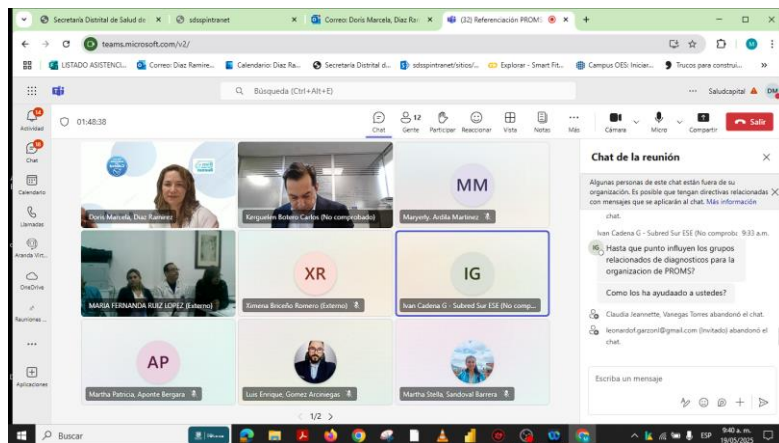 Secretaría Distrital de Salud de
sdsspintranet
Correo: Doris Marcela, Diaz Ra
(32) Referenciación PROMS
teams.microsoft.com/v2/
LISTADO ASISTENCI...
Correo: Diaz Ramire...
Calendario: Diaz Ra...
Secretaría Distrital d...
sdsspintranet/sitios/...
Explorar - Smart Fit...
Campus OES: Iniciar...
Trucos para construi...
Búsqueda (Ctrl+Alt+E)
Saludcapital
DM
Actividad
Chat
Calendario
Llamadas
Aranda Virt...
OneDrive
Reuniones ...
Aplicaciones
01:48:38
Chat
12
Gente
Participar
Reaccionar
Vista
Notas
Más
Cámara
Micro
Compartir
Salir
Doris Marcela, Diaz Ramirez
Kerguelen Botero Carlos (No comprobado)
MM
Maryerly. Ardila Martinez
MARIA FERNANDA RUIZ LOPEZ (Externo)
XR
Ximena Briceño Romero (Externo)
IG
Ivan Cadena G - Subred Sur ESE (No comp...
AP
Martha Patricia, Aponte Bergara
Luis Enrique, Gomez Arciniegas
Martha Stella, Sandoval Barrera
1/2
Chat de la reunión
Algunas personas de este chat están fuera de su
organización. Es posible que tengan directivas relacionadas
con mensajes que se aplicarán al chat. Más información
chat.
Ivan Cadena G - Subred Sur ESE (No comprobc 9:33 a.m.
IG
Hasta que punto influyen los grupos
relacionados de diagnosticos para la
organizacion de PROMS?
Como los ha ayudaado a ustedes?
Claudia Jeannette, Vanegas Torres abandonó el chat.
leonardof.garzonl@gmail.com (Invitado) abandonó el
chat.
Escriba un mensaje
Buscar
ESP
9:40 a. m.
19/05/2025